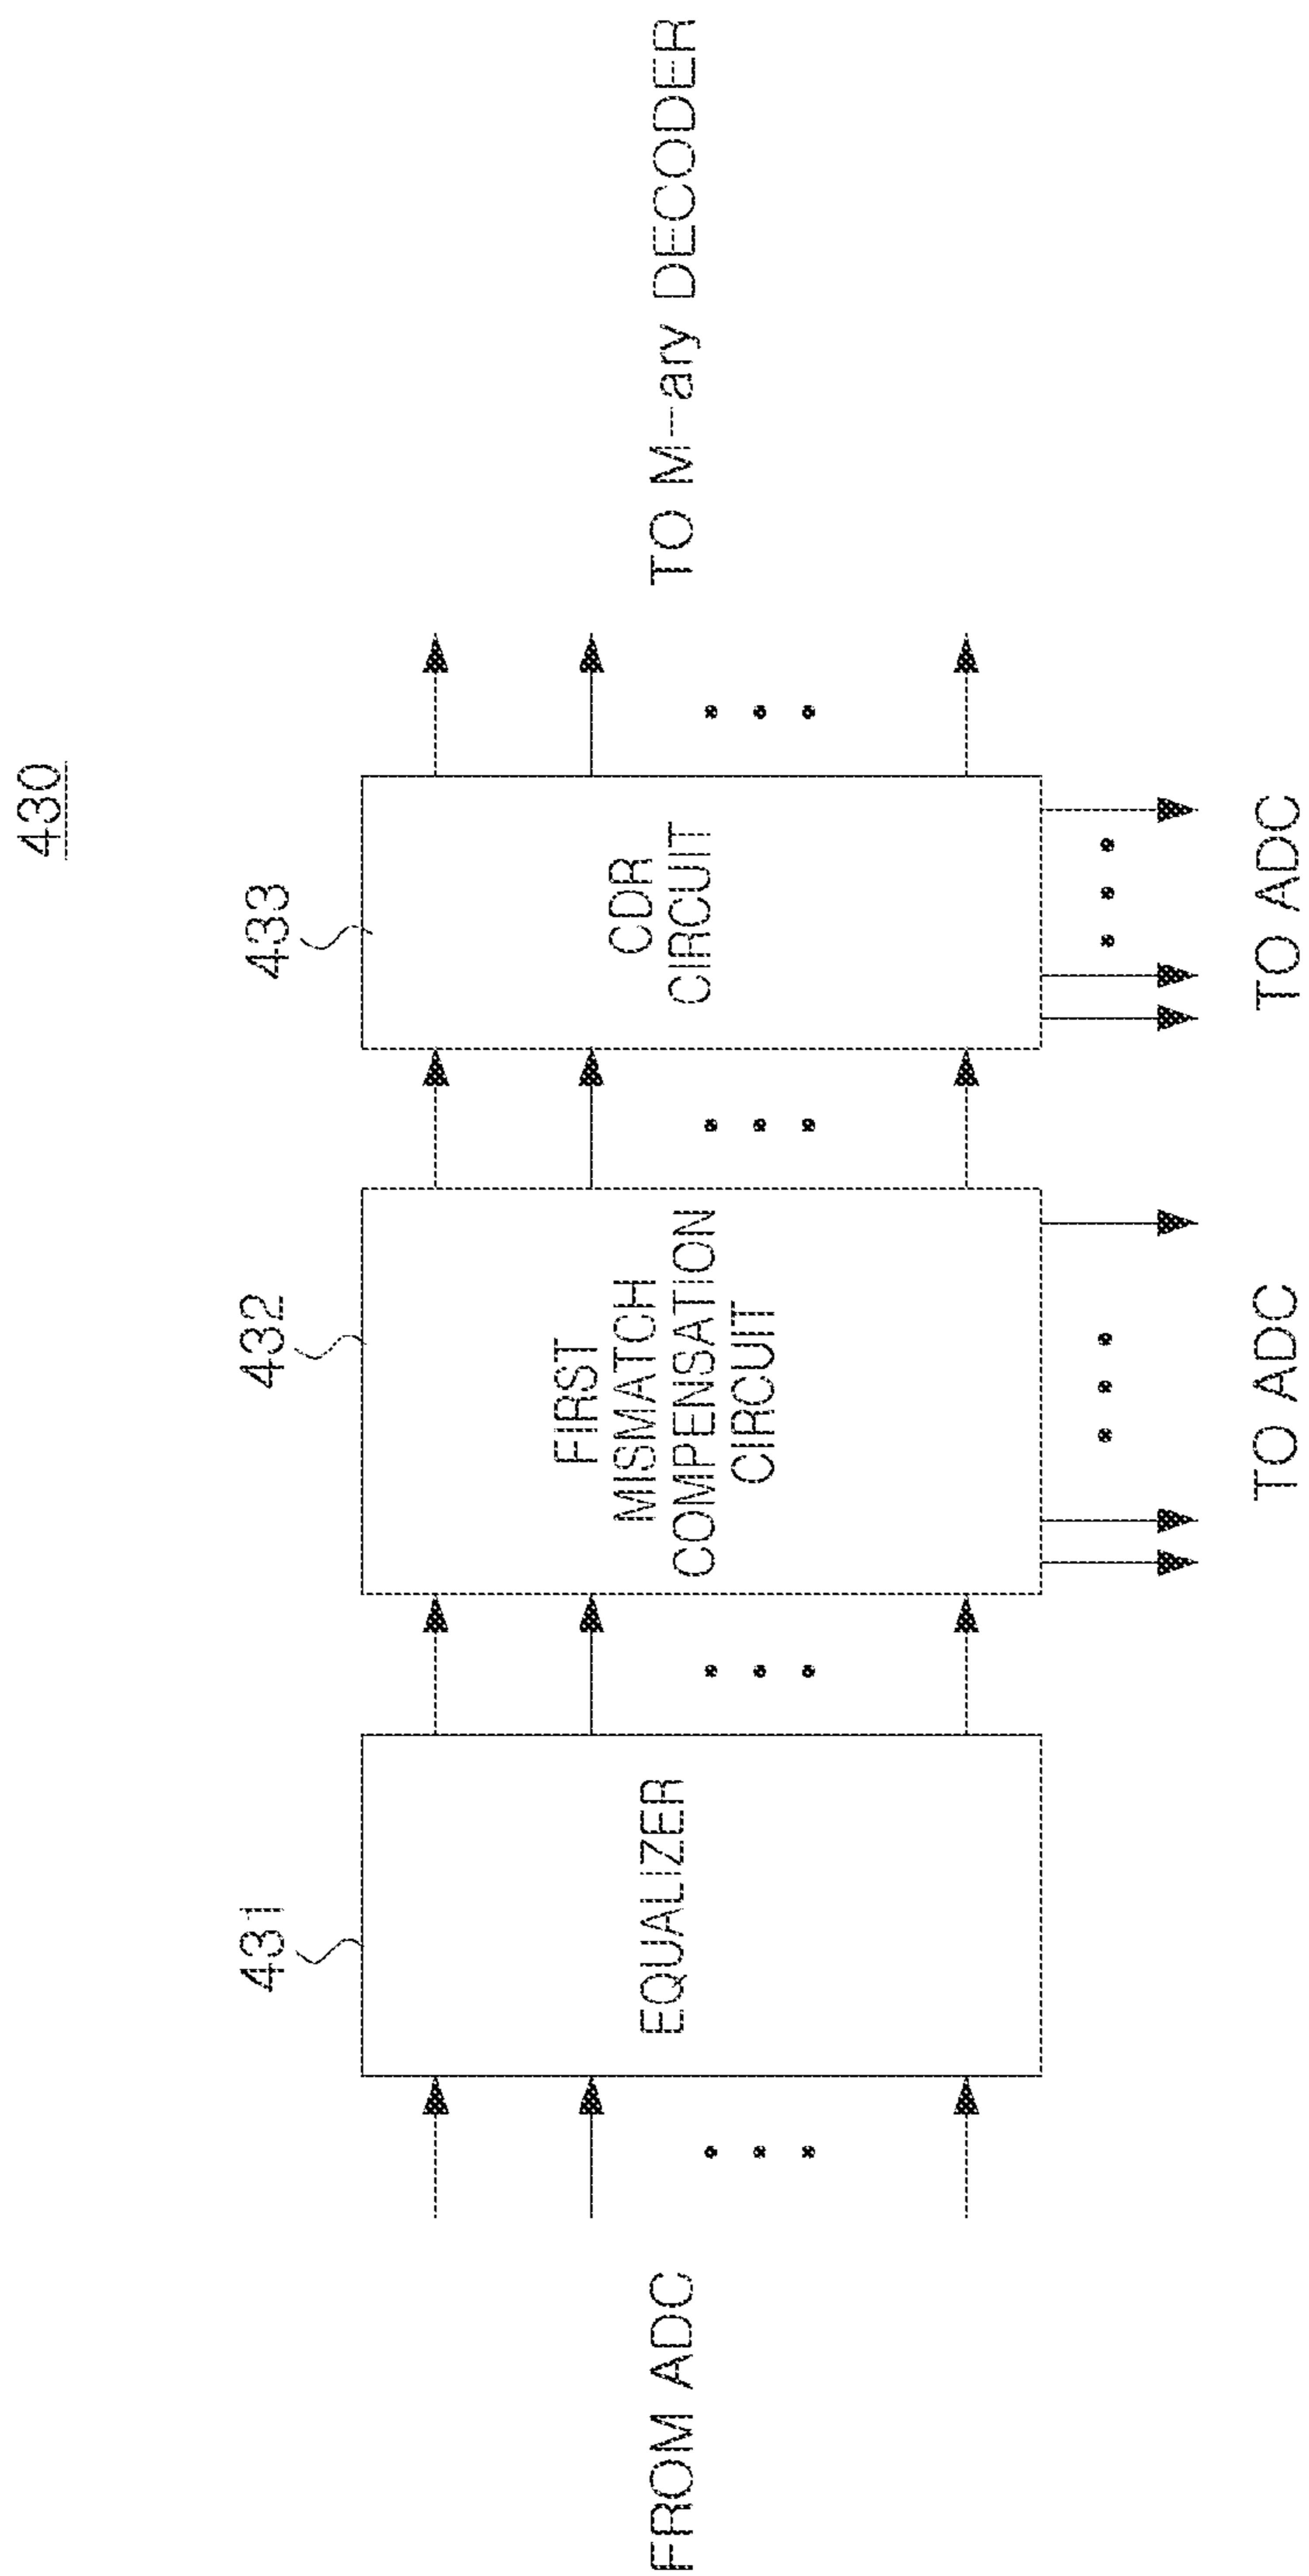 430
431
432
433
FROM ADC
EQUALIZER
FIRST
MISMATCH
COMPENSATION
CIRCUIT
CDR
CIRCUIT
TO M-ary DECODER
TO ADC
TO ADC